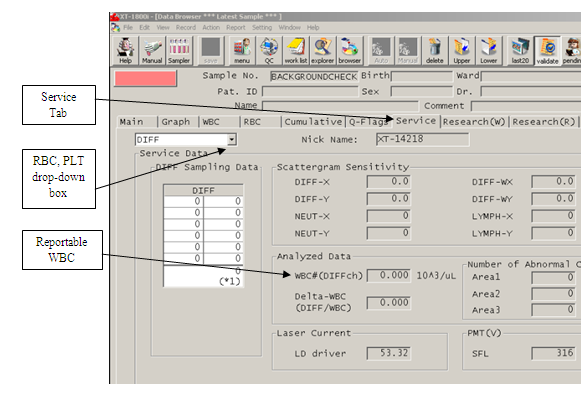 XT-1800i - [Data Browser *** Latest Sample *** ]
File Edit View Record Action Report Setting Window Help
Help Manual Sampler save menu QC work list explorer browser Auto Manual delete Upper Lower last20 validate
Sample No. BACKGROUNDCHECK Birth Ward
Pat. ID Sex Dr.
Name Comment
Main Graph WBC RBC Cumulative Q-Flags Service Research(W) Research(R)
Service
Tab
DIFF Nick Name: XT-14218
RBC, PLT
drop-down
box
Service Data
DIFF Sampling Data
DIFF
0 0
0 0
0 0
0 0
0 0
0 0
0
(*1)
Scattergram Sensitivity
DIFF-X 0.0 DIFF-WX 0.0
DIFF-Y 0.0 DIFF-WY 0.0
NEUT-X 0 LYMPH-X 0
NEUT-Y 0 LYMPH-Y 0
Reportable
WBC
Analyzed Data
WBC#(DIFFch) 0.000 10^3/uL
Delta-WBC
(DIFF/WBC) 0.000
Number of Abnormal C
Area1 0
Area2 0
Area3 0
Laser Current
LD driver 53.32
PMT(V)
SFL 316